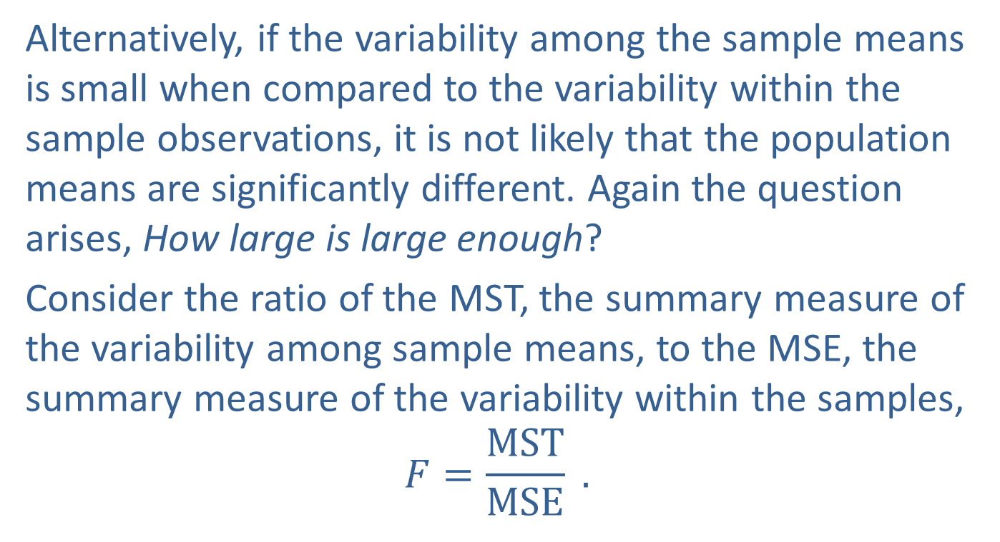 Alternatively, if the variability among the sample means
is small when compared to the variability within the
sample observations, it is not likely that the population
means are significantly different. Again the question
arises, How large is large enough?
Consider the ratio of the MST, the summary measure of
the variability among sample means, to the MSE, the
summary measure of the variability within the samples,
F = MST / MSE .